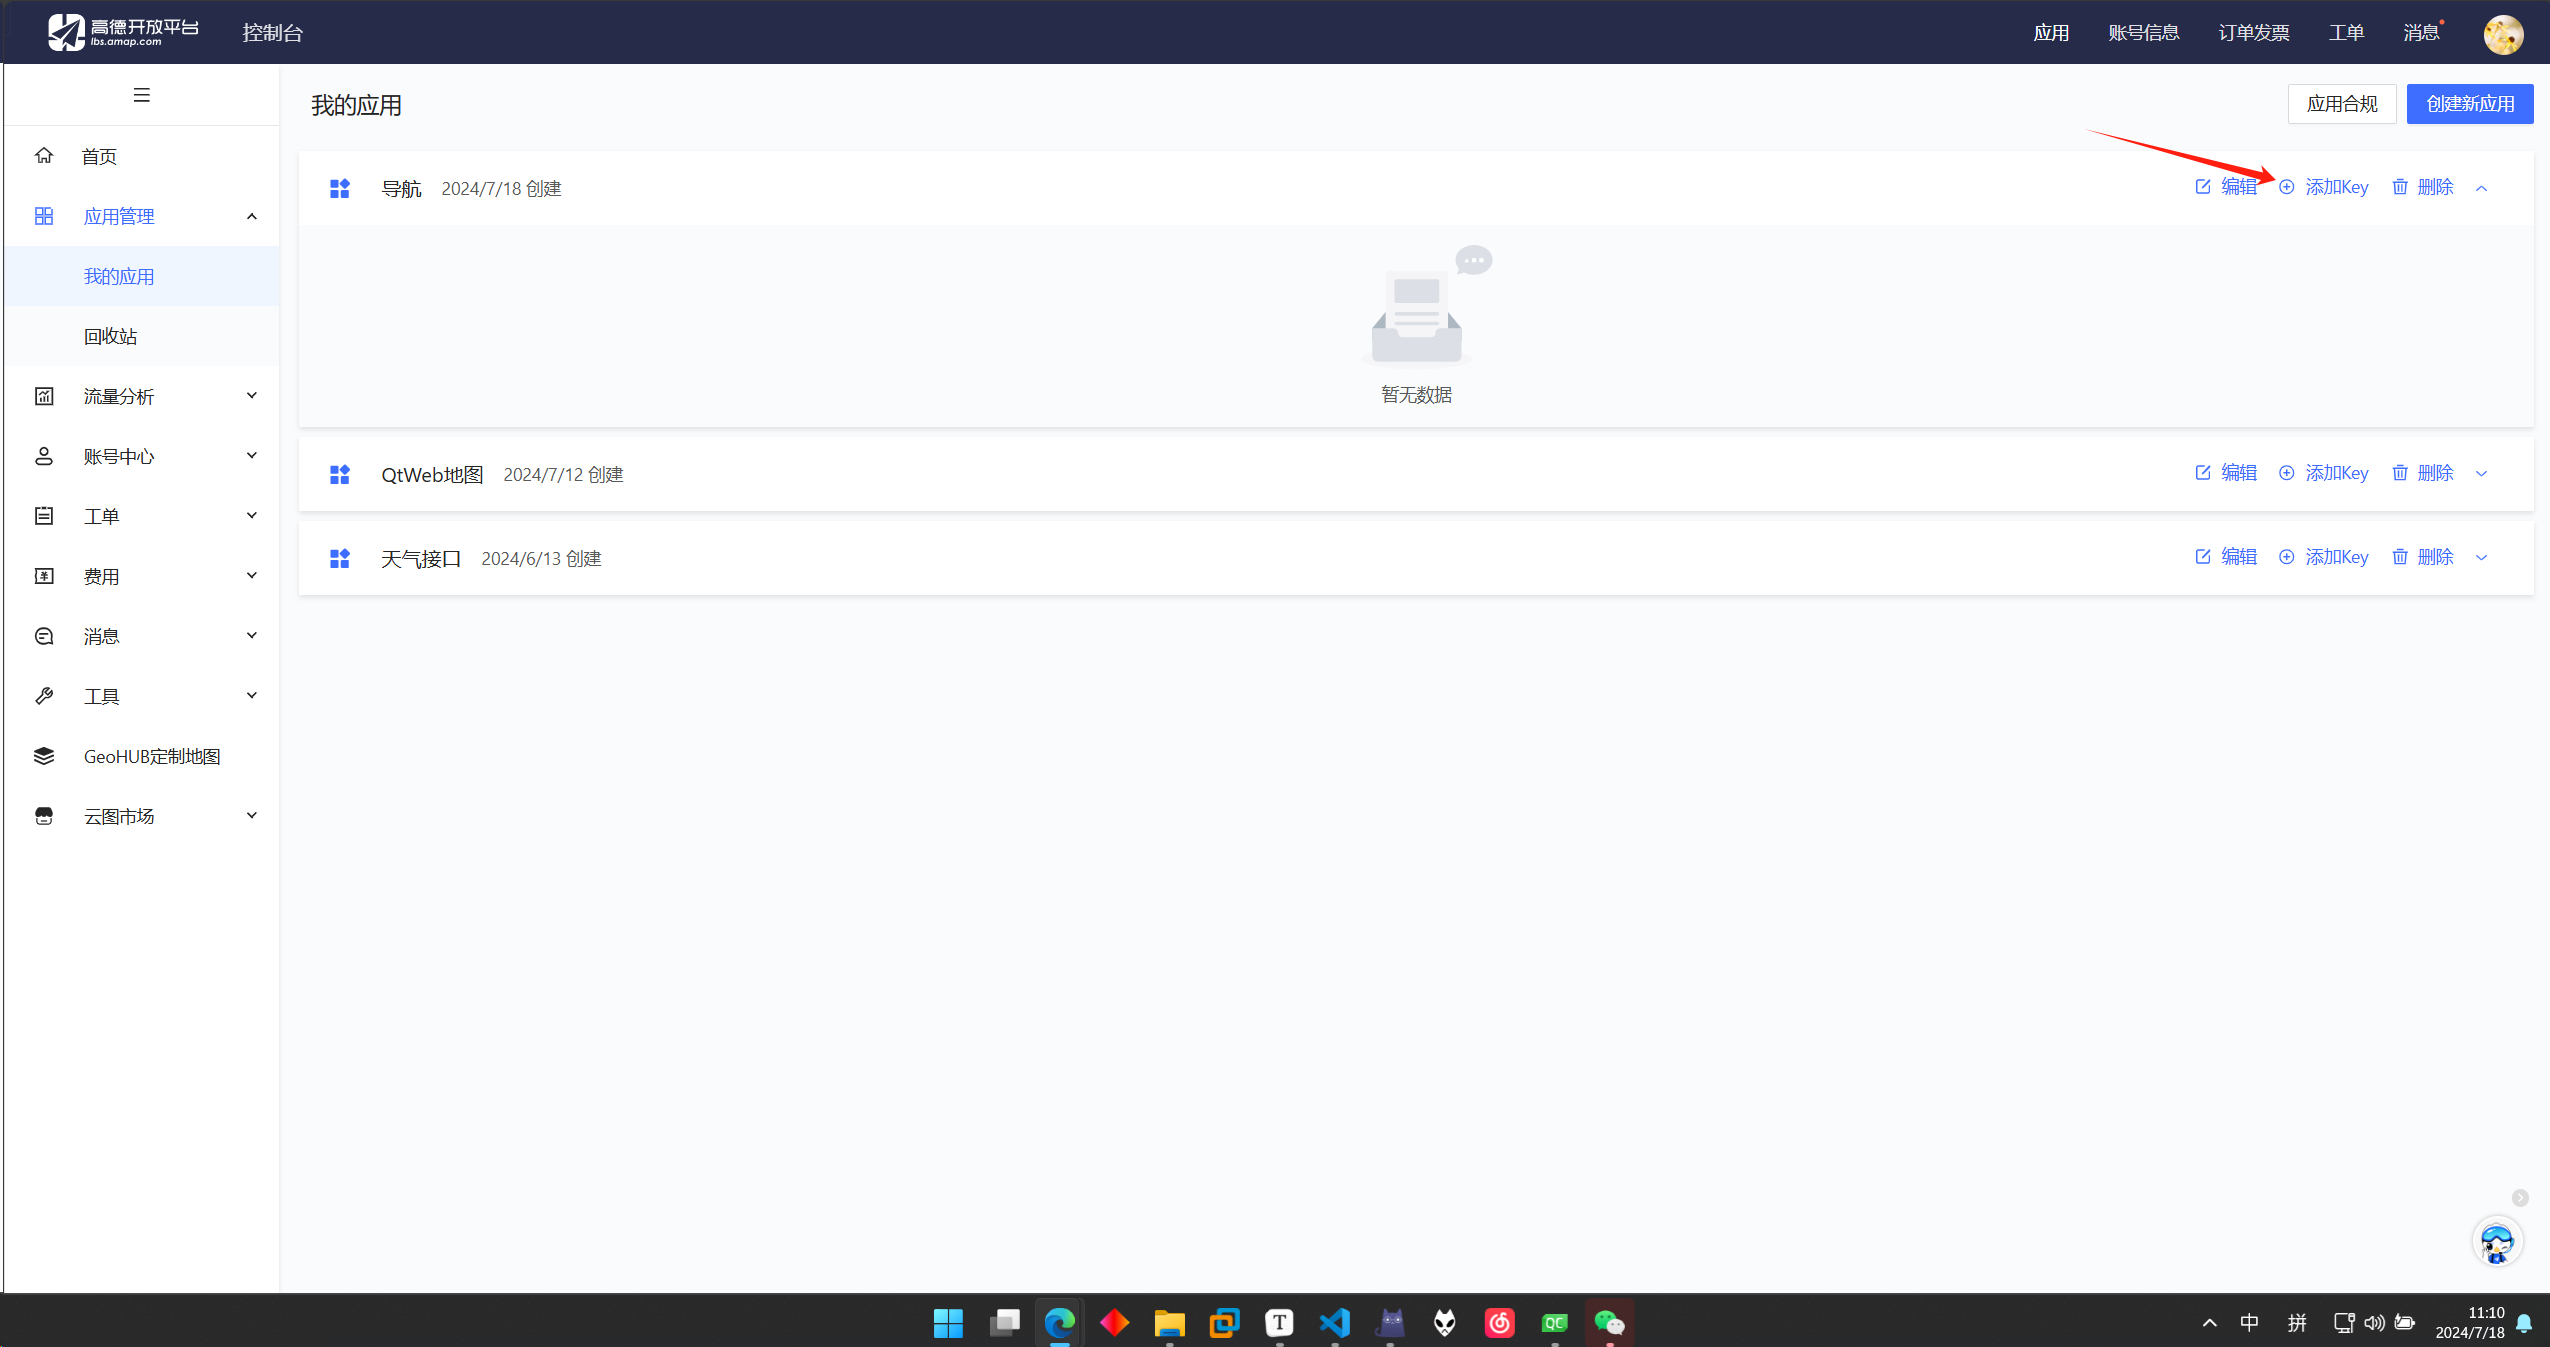 高德开放平台
lbs.amap.com
控制台
应用
账号信息
订单发票
工单
消息
首页
应用管理
我的应用
回收站
流量分析
账号中心
工单
费用
消息
工具
GeoHUB定制地图
云图市场
我的应用
应用合规
创建新应用
导航 2024/7/18 创建
编辑 添加Key 删除
暂无数据
QtWeb地图 2024/7/12 创建
编辑 添加Key 删除
天气接口 2024/6/13 创建
编辑 添加Key 删除
T
QC
中
拼
11:10
2024/7/18